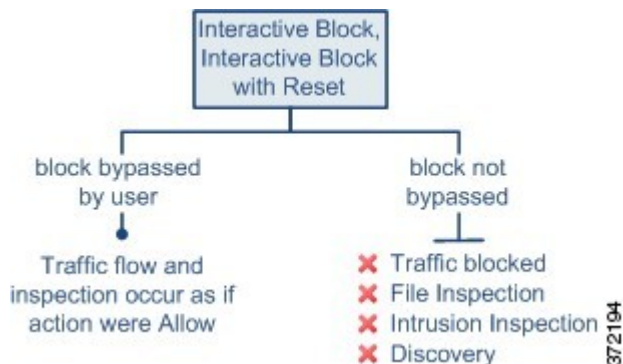 Interactive Block,
Interactive Block
with Reset
block bypassed
by user
Traffic flow and
inspection occur as if
action were Allow
block not
bypassed
Traffic blocked
File Inspection
Intrusion Inspection
Discovery
372194